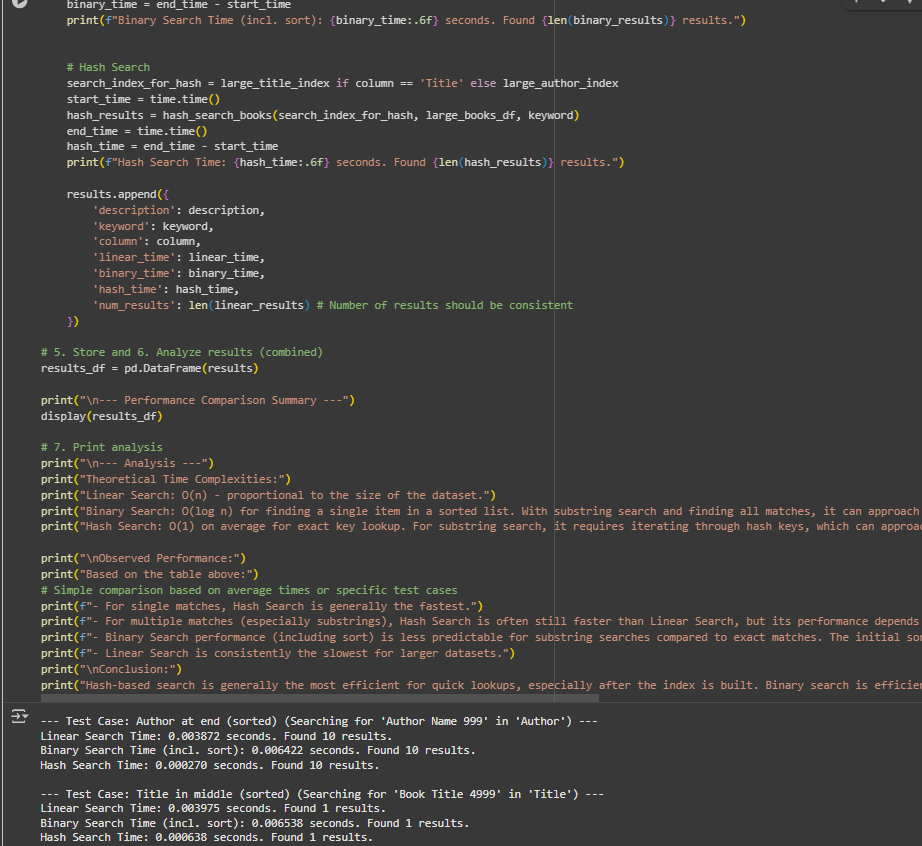 binary_time = end_time - start_time
print(f"Binary Search Time (incl. sort): {binary_time:.6f} seconds. Found {len(binary_results)} results.")
# Hash Search
search_index_for_hash = large_title_index if column == 'Title' else large_author_index
start_time = time.time()
hash_results = hash_search_books(search_index_for_hash, large_books_df, keyword)
end_time = time.time()
hash_time = end_time - start_time
print(f"Hash Search Time: {hash_time:.6f} seconds. Found {len(hash_results)} results.")
results.append({
'description': description,
'keyword': keyword,
'column': column,
'linear_time': linear_time,
'binary_time': binary_time,
'hash_time': hash_time,
'num_results': len(linear_results) # Number of results should be consistent
})
# 5. Store and 6. Analyze results (combined)
results_df = pd.DataFrame(results)
print("\n--- Performance Comparison Summary ---")
display(results_df)
# 7. Print analysis
print("\n--- Analysis ---")
print("Theoretical Time Complexities:")
print("Linear Search: O(n) - proportional to the size of the dataset.")
print("Binary Search: O(log n) for finding a single item in a sorted list. With substring search and finding all matches, it can approach
print("Hash Search: O(1) on average for exact key lookup. For substring search, it requires iterating through hash keys, which can approac
print("\nObserved Performance:")
print("Based on the table above:")
# Simple comparison based on average times or specific test cases
print(f"- For single matches, Hash Search is generally the fastest.")
print(f"- For multiple matches (especially substrings), Hash Search is often still faster than Linear Search, but its performance depends
print(f"- Binary Search performance (including sort) is less predictable for substring searches compared to exact matches. The initial so
print(f"- Linear Search is consistently the slowest for larger datasets.")
print("\nConclusion:")
print("Hash-based search is generally the most efficient for quick lookups, especially after the index is built. Binary search is efficie
--- Test Case: Author at end (sorted) (Searching for 'Author Name 999' in 'Author') ---
Linear Search Time: 0.003872 seconds. Found 10 results.
Binary Search Time (incl. sort): 0.006422 seconds. Found 10 results.
Hash Search Time: 0.000270 seconds. Found 10 results.
--- Test Case: Title in middle (sorted) (Searching for 'Book Title 4999' in 'Title') ---
Linear Search Time: 0.003975 seconds. Found 1 results.
Binary Search Time (incl. sort): 0.006538 seconds. Found 1 results.
Hash Search Time: 0.000638 seconds. Found 1 results.